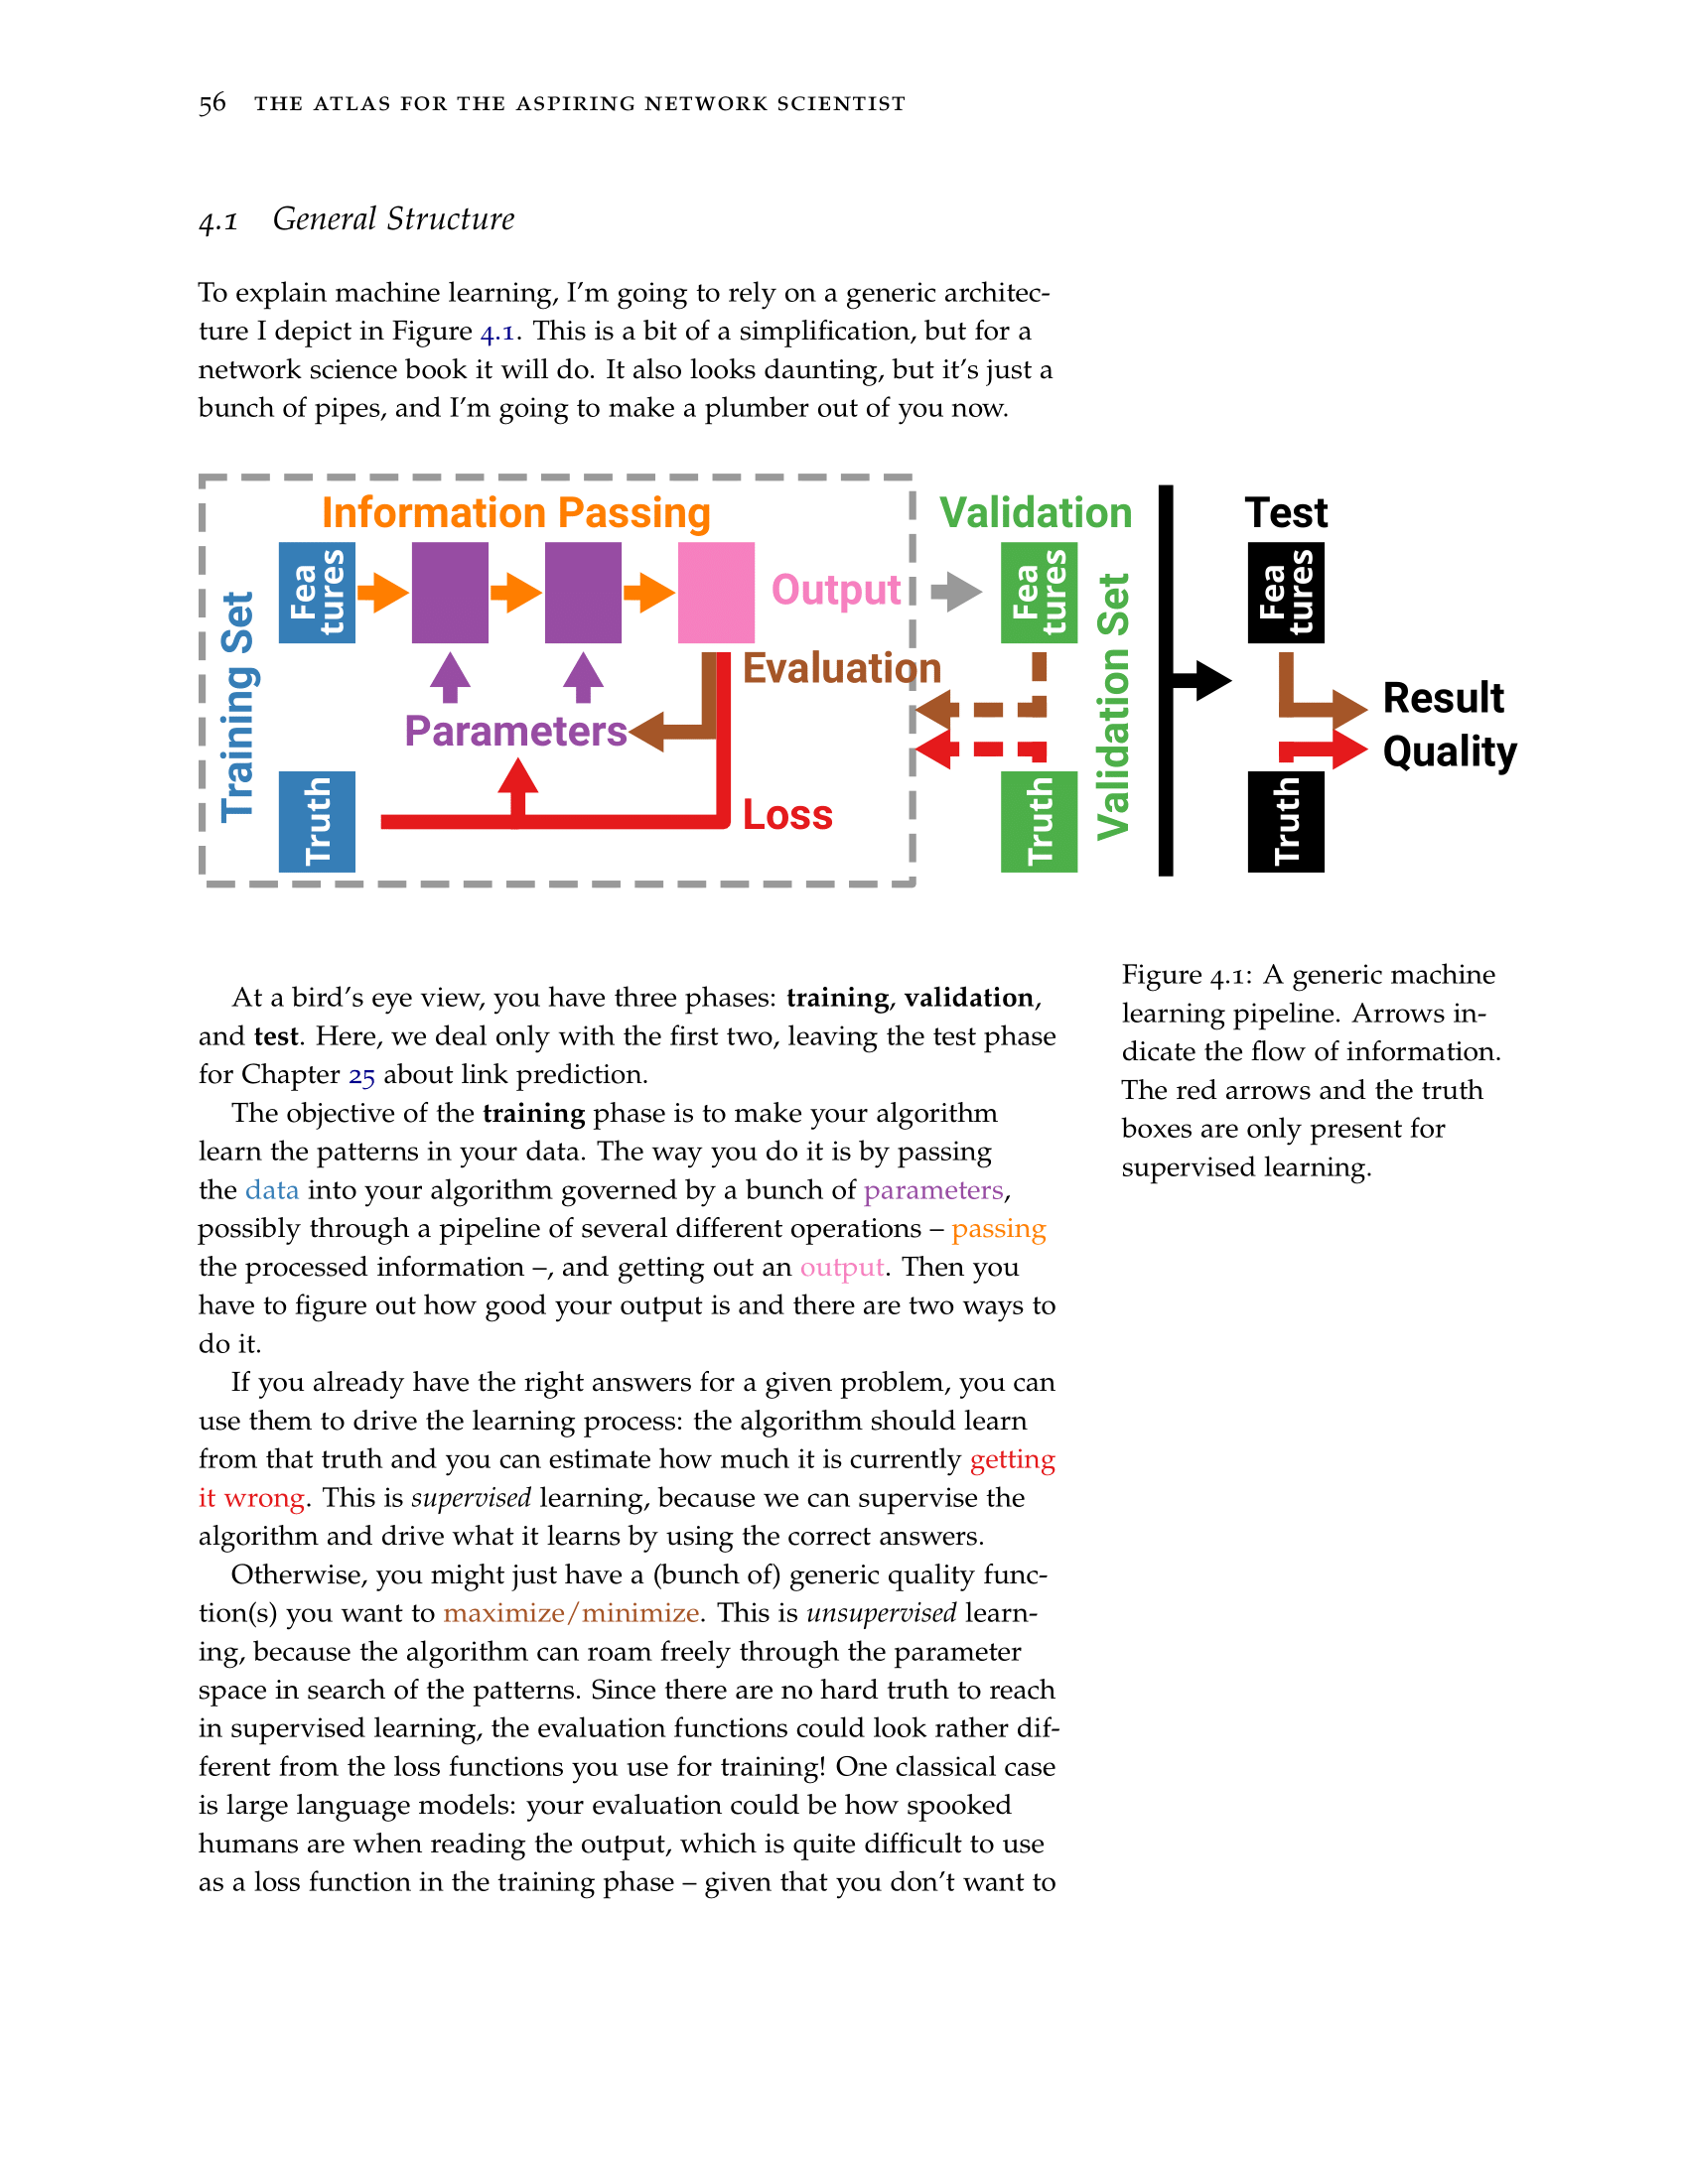 56 THE ATLAS FOR THE ASPIRING NETWORK SCIENTIST
4.1 General Structure
To explain machine learning, I'm going to rely on a generic architec-
ture I depict in Figure 4.1. This is a bit of a simplification, but for a
network science book it will do. It also looks daunting, but it's just a
bunch of pipes, and I'm going to make a plumber out of you now.
Training Set
Information Passing
Fea
tures
Output
Evaluation
Parameters
Truth
Loss
Validation
Fea
tures
Validation Set
Truth
Test
Fea
tures
Result
Quality
Truth
At a bird's eye view, you have three phases: training, validation,
and test. Here, we deal only with the first two, leaving the test phase
for Chapter 25 about link prediction.
The objective of the training phase is to make your algorithm
learn the patterns in your data. The way you do it is by passing
the data into your algorithm governed by a bunch of parameters,
possibly through a pipeline of several different operations – passing
the processed information –, and getting out an output. Then you
have to figure out how good your output is and there are two ways to
do it.
If you already have the right answers for a given problem, you can
use them to drive the learning process: the algorithm should learn
from that truth and you can estimate how much it is currently getting
it wrong. This is supervised learning, because we can supervise the
algorithm and drive what it learns by using the correct answers.
Otherwise, you might just have a (bunch of) generic quality func-
tion(s) you want to maximize/minimize. This is unsupervised learn-
ing, because the algorithm can roam freely through the parameter
space in search of the patterns. Since there are no hard truth to reach
in supervised learning, the evaluation functions could look rather dif-
ferent from the loss functions you use for training! One classical case
is large language models: your evaluation could be how spooked
humans are when reading the output, which is quite difficult to use
as a loss function in the training phase – given that you don't want to
Figure 4.1: A generic machine
learning pipeline. Arrows in-
dicate the flow of information.
The red arrows and the truth
boxes are only present for
supervised learning.